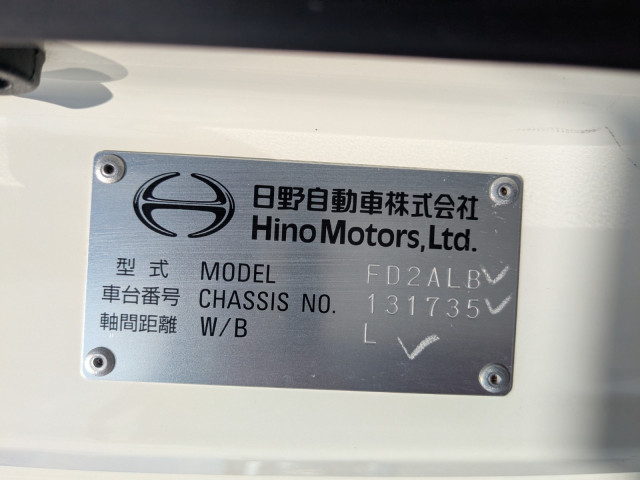 日野自動車株式会社
Hino Motors, Ltd.
型式 MODEL FD2ALB
車台番号 CHASSIS NO. 131735
軸間距離 W/B L